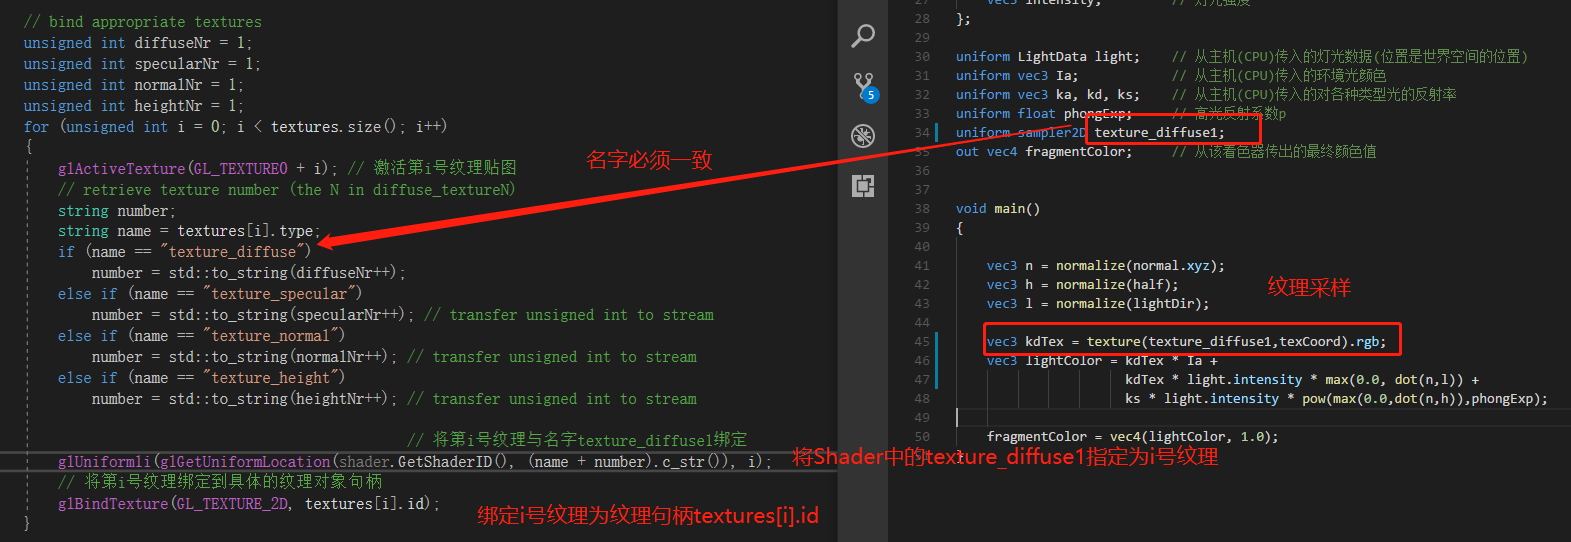 // bind appropriate textures
unsigned int diffuseNr = 1;
unsigned int specularNr = 1;
unsigned int normalNr = 1;
unsigned int heightNr = 1;
for (unsigned int i = 0; i < textures.size(); i++)
{
glActiveTexture(GL_TEXTURE0 + i); // 激活第i号纹理贴图
// retrieve texture number (the N in diffuse_textureN)
string number;
string name = textures[i].type;
if (name == "texture_diffuse")
number = std::to_string(diffuseNr++);
else if (name == "texture_specular")
number = std::to_string(specularNr++); // transfer unsigned int to stream
else if (name == "texture_normal")
number = std::to_string(normalNr++); // transfer unsigned int to stream
else if (name == "texture_height")
number = std::to_string(heightNr++); // transfer unsigned int to stream
// 将第i号纹理与名字texture_diffuse1绑定
glUniform1i(glGetUniformLocation(shader.GetShaderID(), (name + number).c_str()), i);
// 将第i号纹理绑定到具体的纹理对象句柄
glBindTexture(GL_TEXTURE_2D, textures[i].id);
}
名字必须一致
将Shader中的texture_diffuse1指定为i号纹理
绑定i号纹理为纹理句柄textures[i].id
5
27 vec3 intensity; // 灯光强度
28 };
29
30 uniform LightData light; // 从主机(CPU)传入的灯光数据(位置是世界空间的位置)
31 uniform vec3 Ia; // 从主机(CPU)传入的环境光颜色
32 uniform vec3 ka, kd, ks; // 从主机(CPU)传入的对各种类型光的反射率
33 uniform float phongExp; // 高光反射系数p
34 uniform sampler2D texture_diffuse1;
35 out vec4 fragmentColor; // 从该着色器传出的最终颜色值
36
37
38 void main()
39 {
40
41 vec3 n = normalize(normal.xyz);
42 vec3 h = normalize(half);
43 vec3 l = normalize(lightDir);
44
纹理采样
45 vec3 kdTex = texture(texture_diffuse1,texCoord).rgb;
46 vec3 lightColor = kdTex * Ia +
47 kdTex * light.intensity * max(0.0, dot(n,l)) +
48 ks * light.intensity * pow(max(0.0,dot(n,h)),phongExp);
49
50 fragmentColor = vec4(lightColor, 1.0);
}